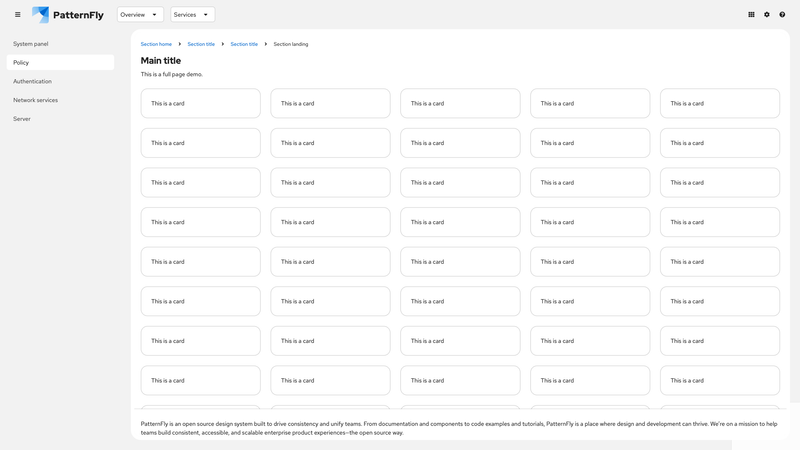 PatternFly Overview Services
System panel
Policy
Authentication
Network services
Server
Section home Section title Section title Section landing
Main title
This is a full page demo.
This is a card This is a card This is a card This is a card This is a card
This is a card This is a card This is a card This is a card This is a card
This is a card This is a card This is a card This is a card This is a card
This is a card This is a card This is a card This is a card This is a card
This is a card This is a card This is a card This is a card This is a card
This is a card This is a card This is a card This is a card This is a card
This is a card This is a card This is a card This is a card This is a card
This is a card This is a card This is a card This is a card This is a card
PatternFly is an open source design system built to drive consistency and unify teams. From documentation and components to code examples and tutorials, PatternFly is a place where design and development can thrive. We're on a mission to help
teams build consistent, accessible, and scalable enterprise product experiences—the open source way.